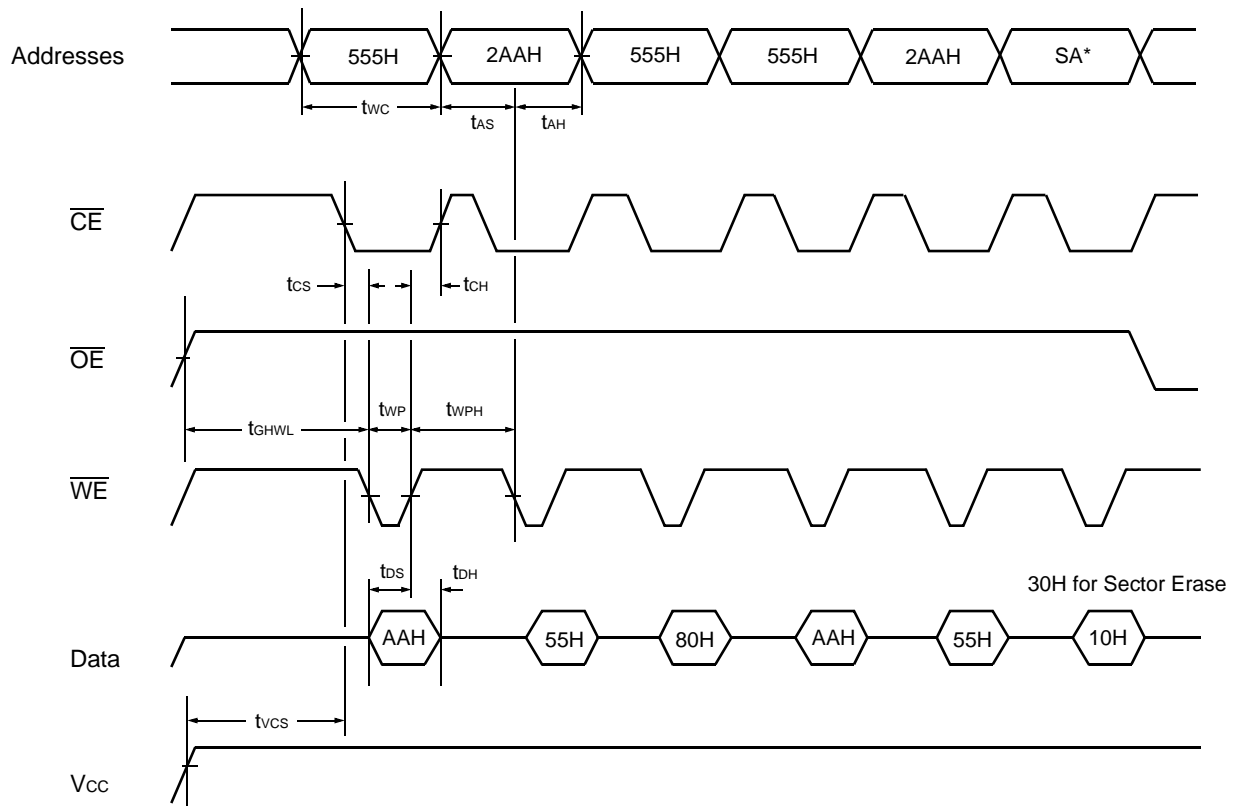 Addresses
555H 2AAH 555H 555H 2AAH SA*
tWC tAS tAH
CE
tCS tCH
OE
tGHWL tWP tWPH
WE
tDS tDH
30H for Sector Erase
Data
AAH 55H 80H AAH 55H 10H
tVCS
VCC